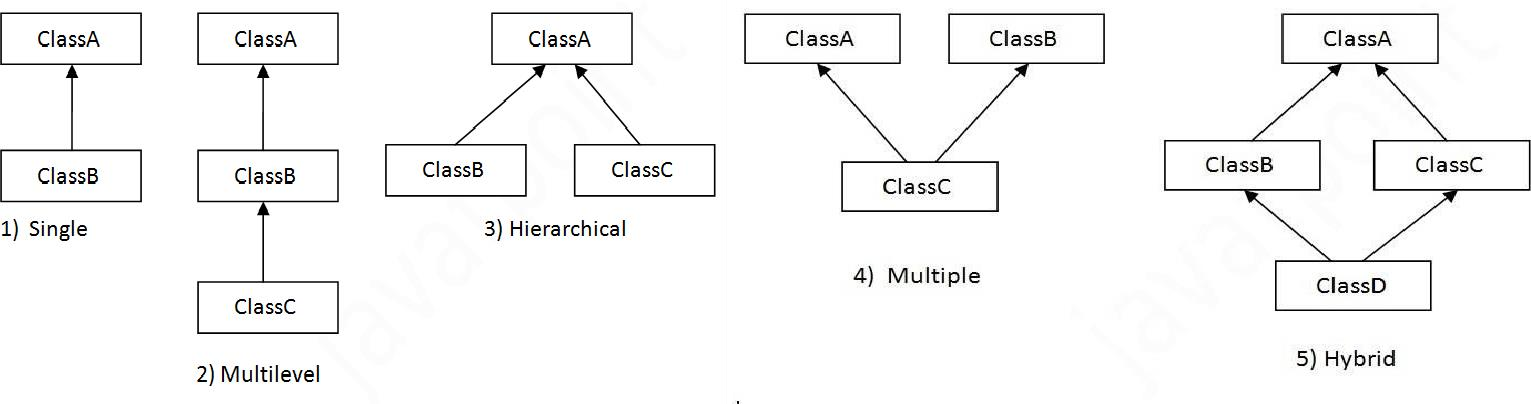 ClassA
ClassB
1) Single
ClassA
ClassB
ClassC
2) Multilevel
ClassA
ClassB
ClassC
3) Hierarchical
ClassA
ClassB
ClassC
4) Multiple
ClassA
ClassB
ClassC
ClassD
5) Hybrid